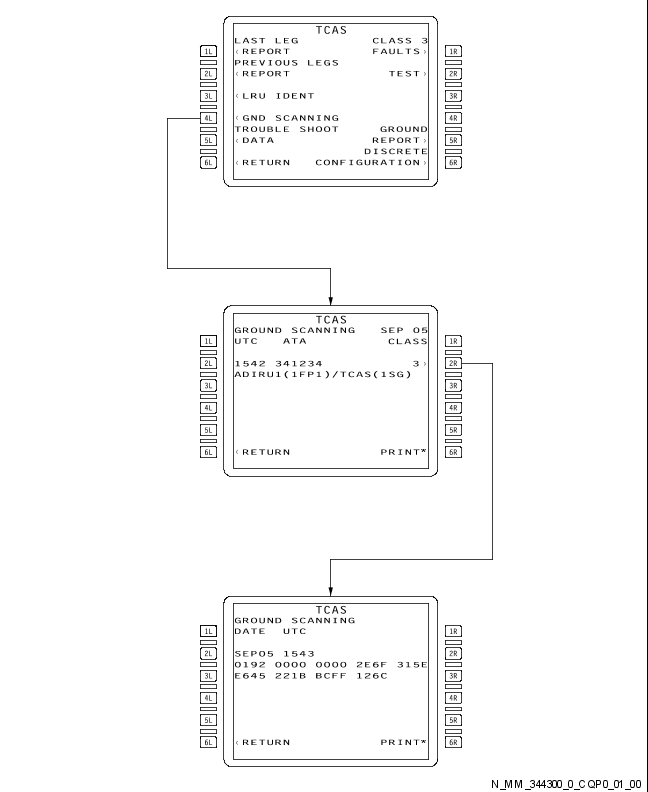 TCAS
LAST LEG CLASS 3
1L ‹REPORT FAULTS› 1R
PREVIOUS LEGS
2L ‹REPORT TEST› 2R
3L ‹LRU IDENT 3R
4L ‹GND SCANNING 4R
TROUBLE SHOOT GROUND
5L ‹DATA REPORT› 5R
DISCRETE
6L ‹RETURN CONFIGURATION› 6R
TCAS
GROUND SCANNING SEP 05
1L UTC ATA CLASS 1R
2L 1542 341234 3› 2R
ADIRU1(1FP1)/TCAS(1SG)
3L 3R
4L 4R
5L 5R
6L ‹RETURN PRINT* 6R
TCAS
GROUND SCANNING
1L DATE UTC 1R
2L SEP05 1543 2R
0192 0000 0000 2E6F 315E
3L E645 221B BCFF 126C 3R
4L 4R
5L 5R
6L ‹RETURN PRINT* 6R
N_MM_344300_0_CQP0_01_00